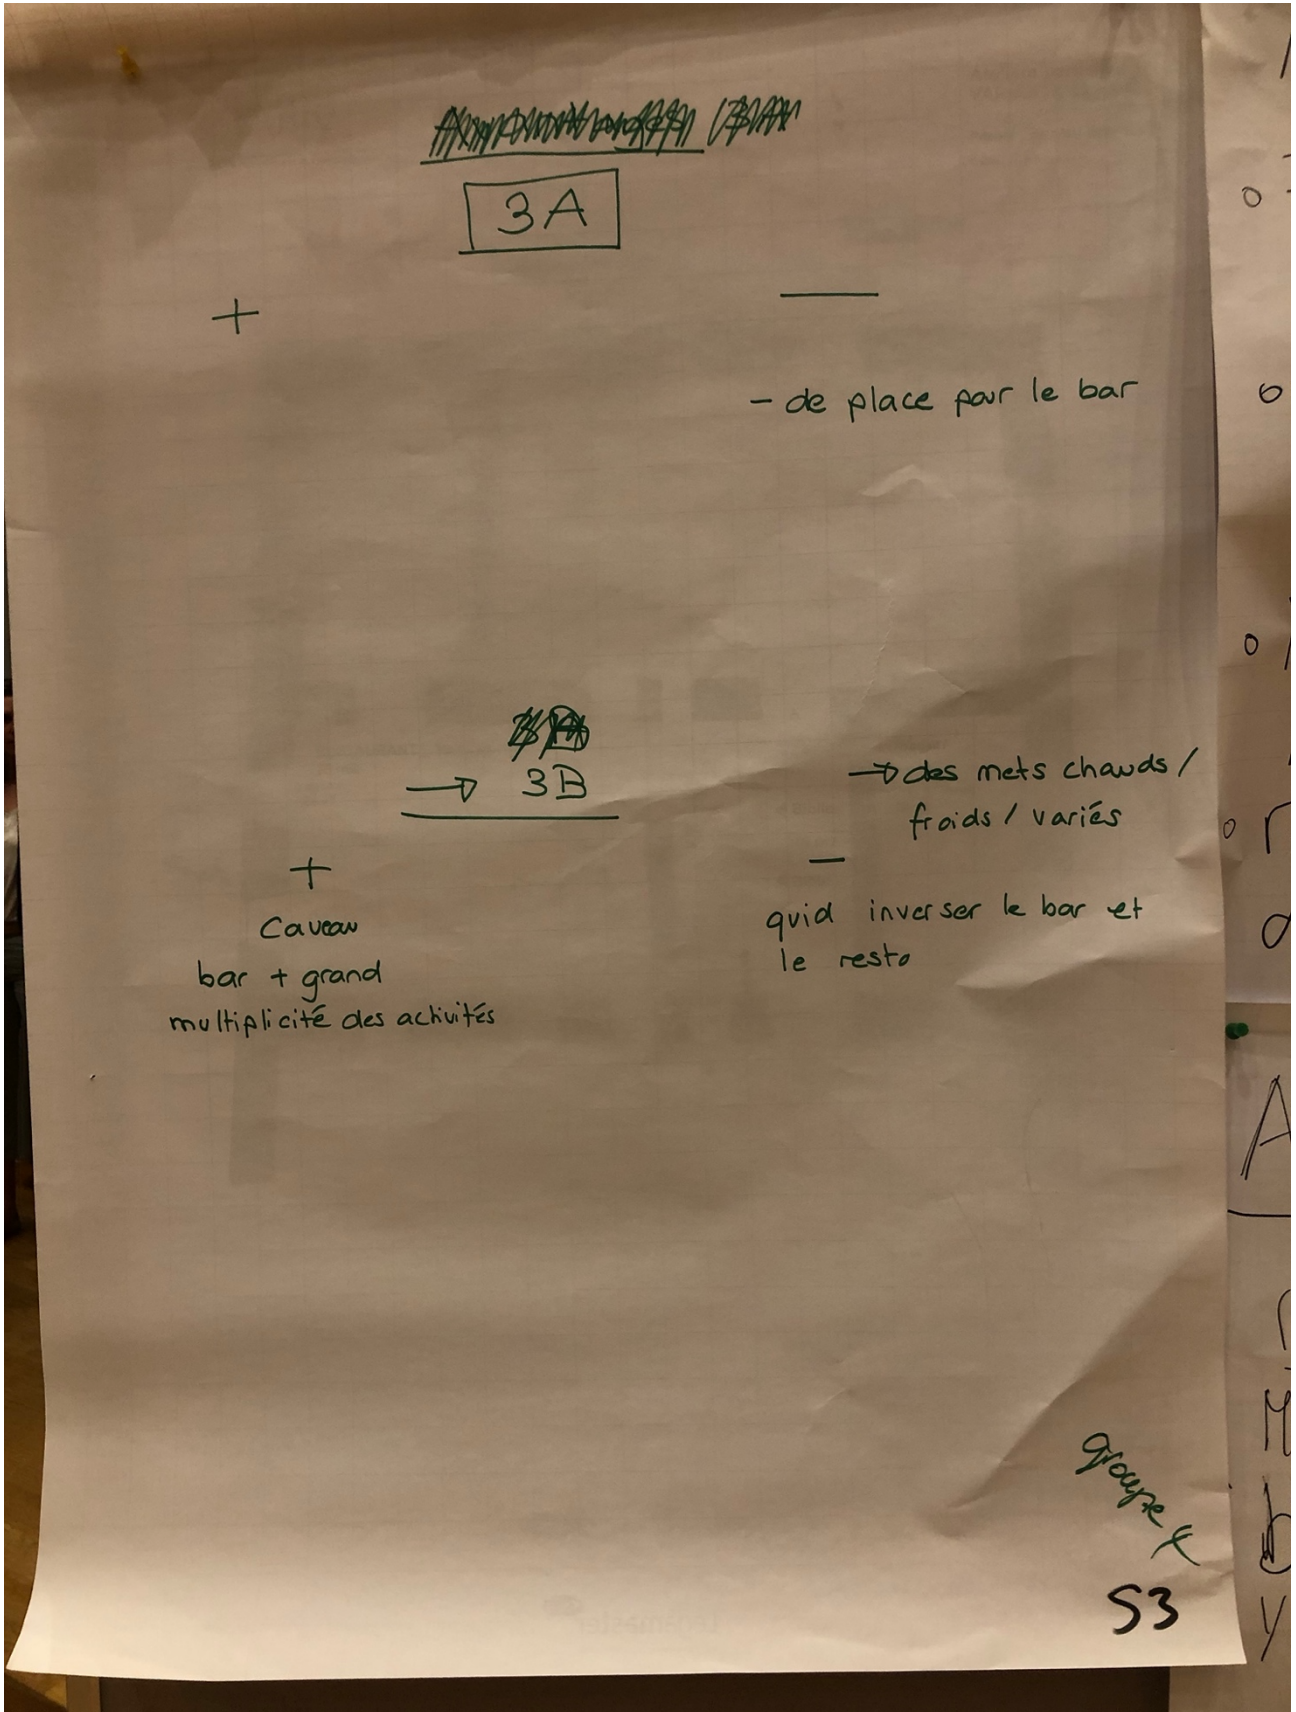 3A
+
—
- de place pour le bar
→ 3B
→ des mets chauds /
froids / variés
+
—
Caveau
bar + grand
multiplicité des activités
quid inverser le bar et
le resto
groupe 4
S3